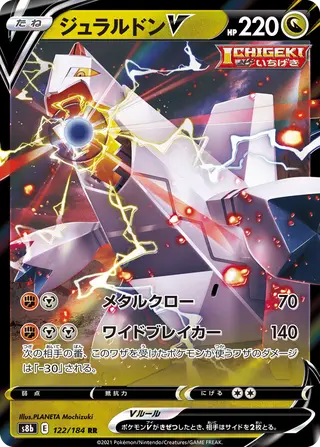 たね ジュラルドンV HP 220
ICHIGEKI
いちげき
メタルクロー 70
ワイドブレイカー 140
次の相手の番、このワザを受けたポケモンが使うワザのダメージ
は「-30」される。
Illus.PLANETA Mochizuki
弱点 抵抗力 にげる
s8b E 122/184 RR
Vルール
ポケモンVがきぜつしたとき、相手はサイドを2枚とる。
©2021 Pokémon/Nintendo/Creatures/GAME FREAK.